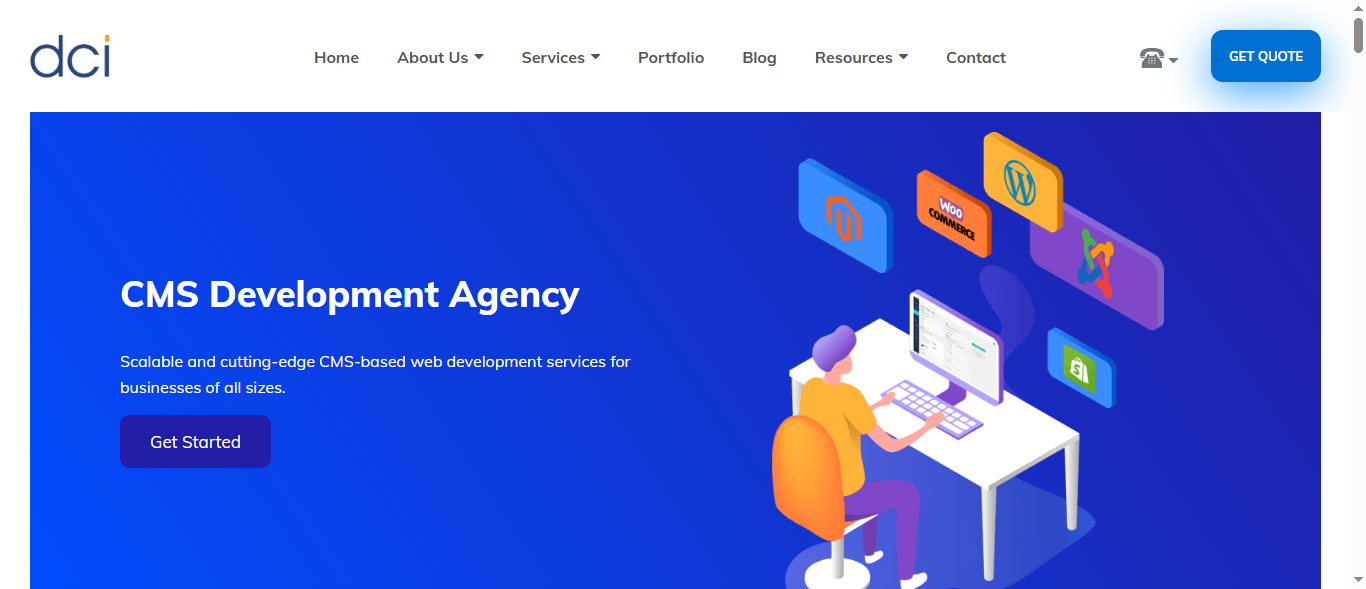 dci
Home About Us Services Portfolio Blog Resources Contact
GET QUOTE
WOO
COMMERCE
CMS Development Agency
Scalable and cutting-edge CMS-based web development services for
businesses of all sizes.
Get Started